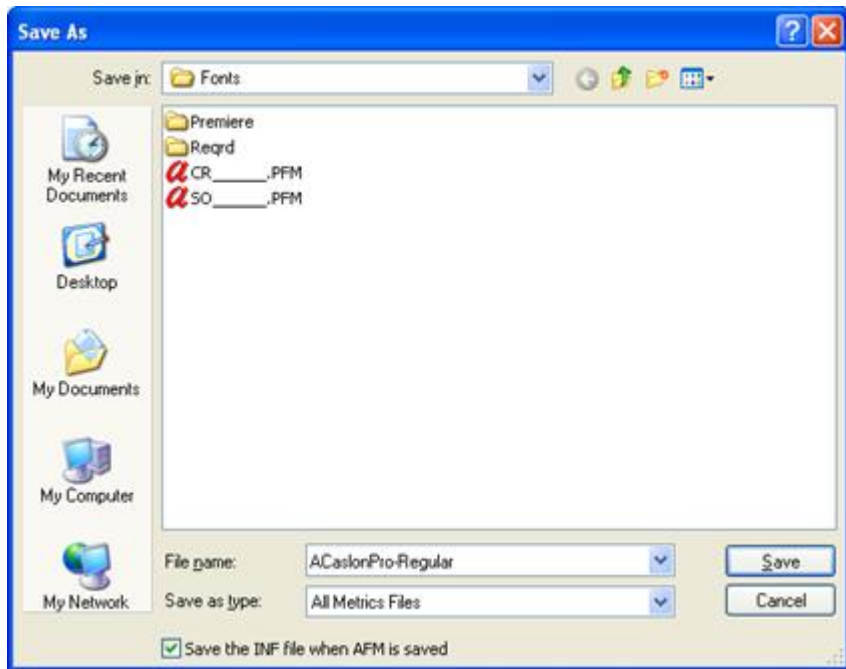 Save As
Save in: Fonts
Premiere
Reqrd
CR______.PFM
SO______.PFM
My Recent
Documents
Desktop
My Documents
My Computer
My Network
File name: ACaslonPro-Regular
Save
Save as type: All Metrics Files
Cancel
Save the INF file when AFM is saved